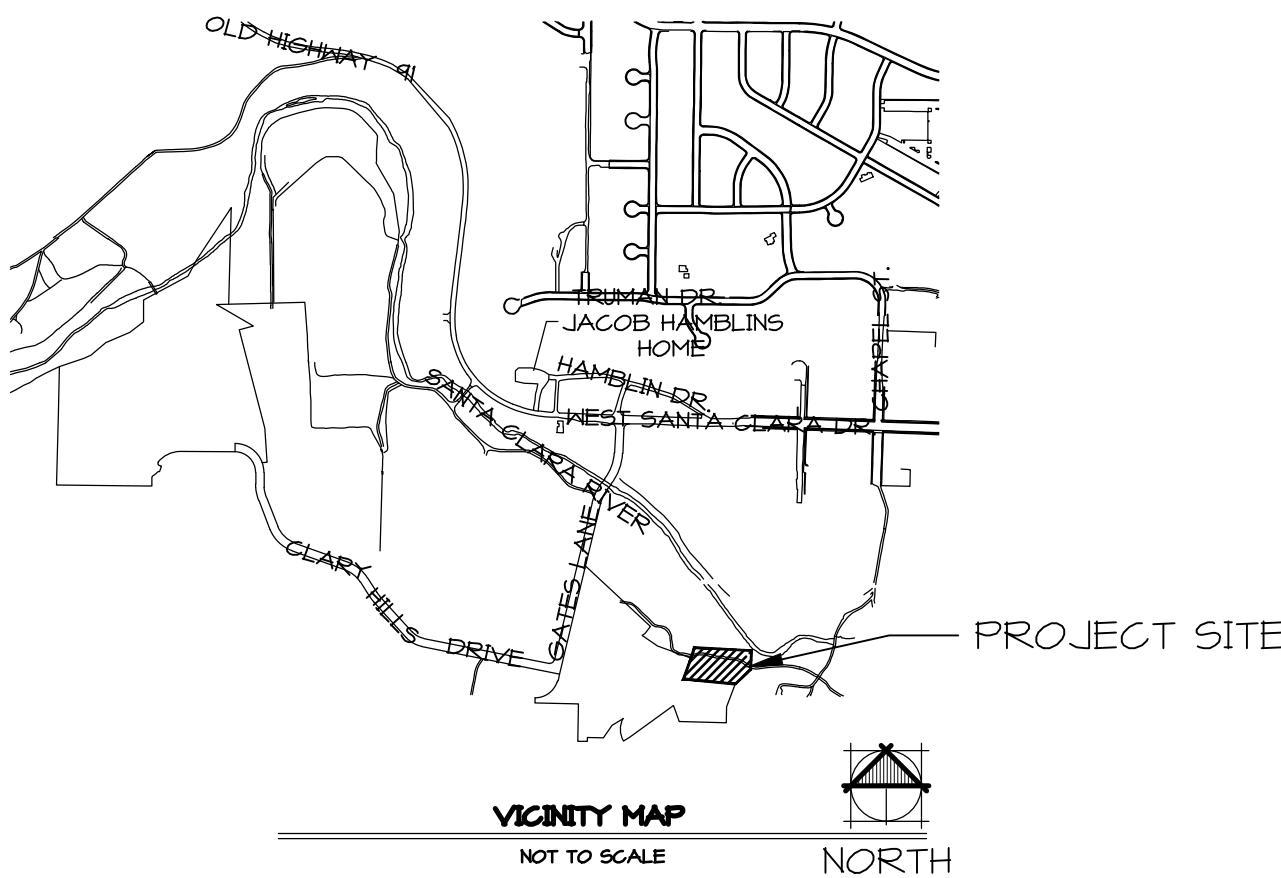 OLD HIGHWAY 91
TRUMAN DR.
JACOB HAMBLINS
HOME
CHAPEL ST.
HAMBLIN DR.
WEST SANTA CLARA DR.
SANTA CLARA RIVER
GATES LANE
CLARY HILLS DRIVE
PROJECT SITE
VICINITY MAP
NOT TO SCALE
NORTH